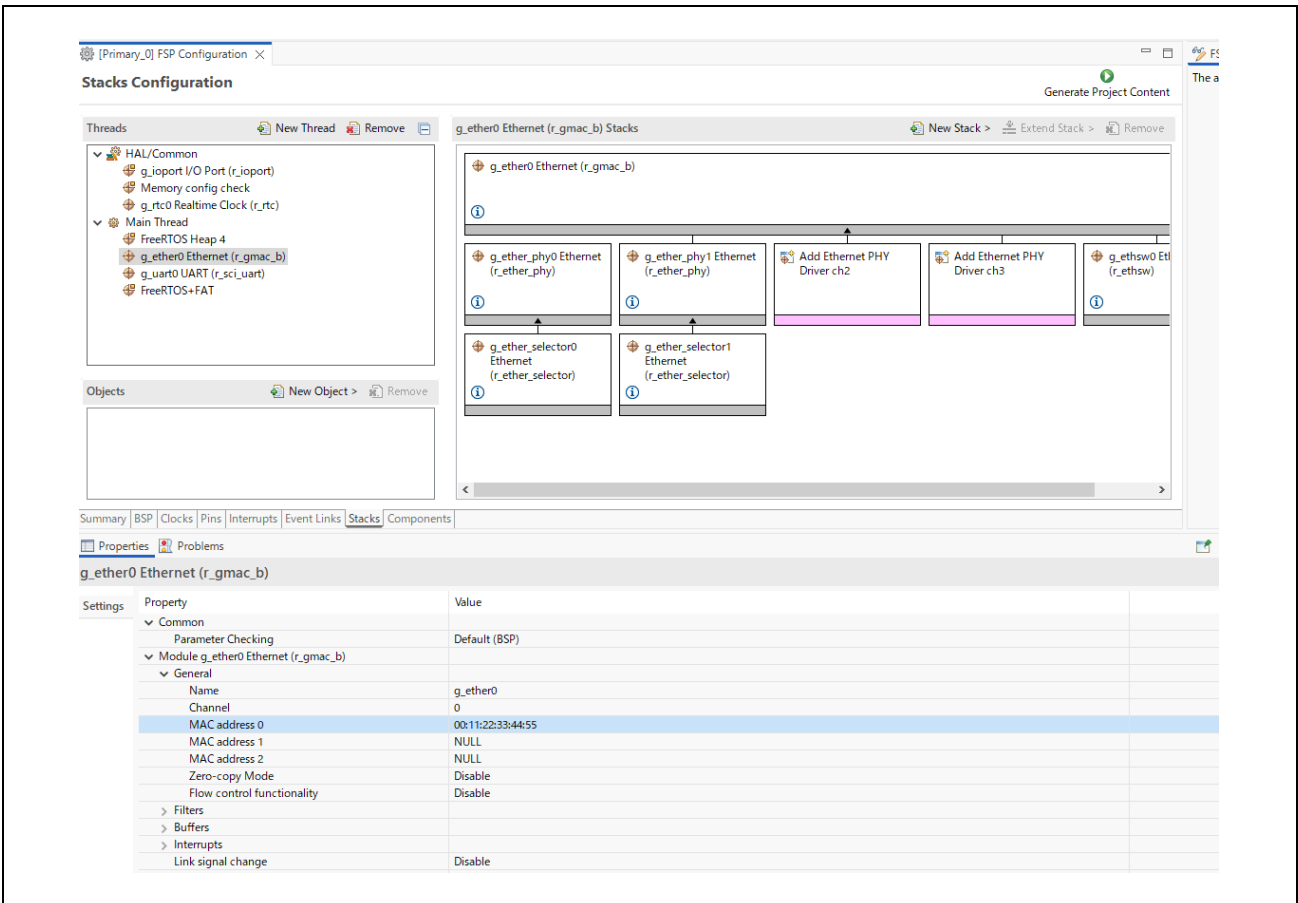 [Primary_0] FSP Configuration
FS
Stacks Configuration
Generate Project Content
The a
Threads
New Thread
Remove
g_ether0 Ethernet (r_gmac_b) Stacks
New Stack >
Extend Stack >
Remove
HAL/Common
g_ioport I/O Port (r_ioport)
Memory config check
g_rtc0 Realtime Clock (r_rtc)
Main Thread
FreeRTOS Heap 4
g_ether0 Ethernet (r_gmac_b)
g_uart0 UART (r_sci_uart)
FreeRTOS+FAT
g_ether0 Ethernet (r_gmac_b)
g_ether_phy0 Ethernet
(r_ether_phy)
g_ether_phy1 Ethernet
(r_ether_phy)
Add Ethernet PHY
Driver ch2
Add Ethernet PHY
Driver ch3
g_ethsw0 Etl
(r_ethsw)
g_ether_selector0
Ethernet
(r_ether_selector)
g_ether_selector1
Ethernet
(r_ether_selector)
Objects
New Object >
Remove
Summary BSP Clocks Pins Interrupts Event Links Stacks Components
Properties Problems
g_ether0 Ethernet (r_gmac_b)
Settings
Property Value
Common
Parameter Checking Default (BSP)
Module g_ether0 Ethernet (r_gmac_b)
General
Name g_ether0
Channel 0
MAC address 0 00:11:22:33:44:55
MAC address 1 NULL
MAC address 2 NULL
Zero-copy Mode Disable
Flow control functionality Disable
Filters
Buffers
Interrupts
Link signal change Disable